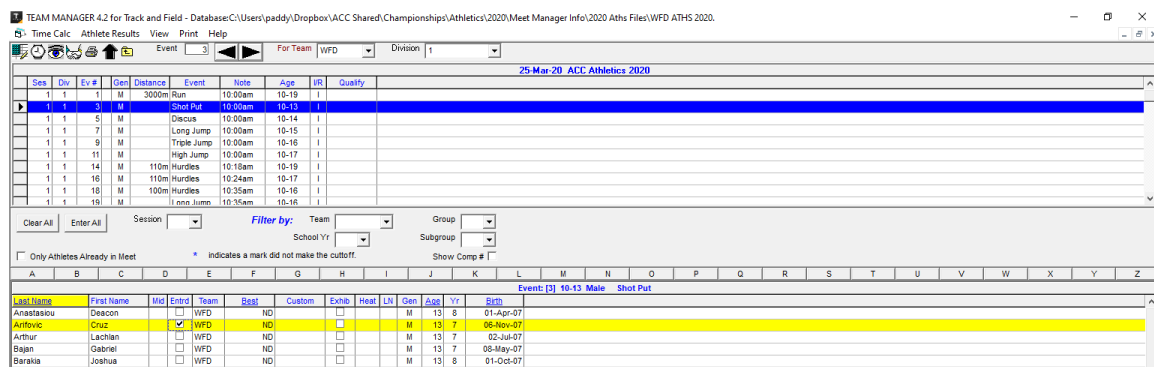 TEAM MANAGER 4.2 for Track and Field - Database:C:\Users\paddy\Dropbox\ACC Shared\Championships\Athletics\2020\Meet Manager Info\2020 Aths Files\WFD ATHS 2020.
Time Calc Athlete Results View Print Help
Event 3 For Team WFD Division 1
25-Mar-20 ACC Athletics 2020
Ses Div Ev # Gen Distance Event Note Age I/R Qualify
1 1 1 M 3000m Run 10:00am 10-19 I
1 1 3 M Shot Put 10:00am 10-13 I
1 1 5 M Discus 10:00am 10-14 I
1 1 7 M Long Jump 10:00am 10-15 I
1 1 9 M Triple Jump 10:00am 10-16 I
1 1 11 M High Jump 10:00am 10-17 I
1 1 14 M 110m Hurdles 10:18am 10-19 I
1 1 16 M 110m Hurdles 10:24am 10-17 I
1 1 18 M 100m Hurdles 10:35am 10-16 I
1 1 19 M Long Jump 10:35am 10-16 I
Clear All Enter All Session Filter by: Team Group
School Yr Subgroup
Only Athletes Already in Meet * indicates a mark did not make the cuttoff. Show Comp #
A B C D E F G H I J K L M N O P Q R S T U V W X Y Z
Event: [3] 10-13 Male Shot Put
Last Name First Name Mid Entrd Team Best Custom Exhib Heat LN Gen Age Yr Birth
Anastasiou Deacon WFD ND M 13 8 01-Apr-07
Arifovic Cruz WFD ND M 13 7 06-Nov-07
Arthur Lachlan WFD ND M 13 7 02-Jul-07
Bajan Gabriel WFD ND M 13 7 08-May-07
Barakia Joshua WFD ND M 13 8 01-Oct-07